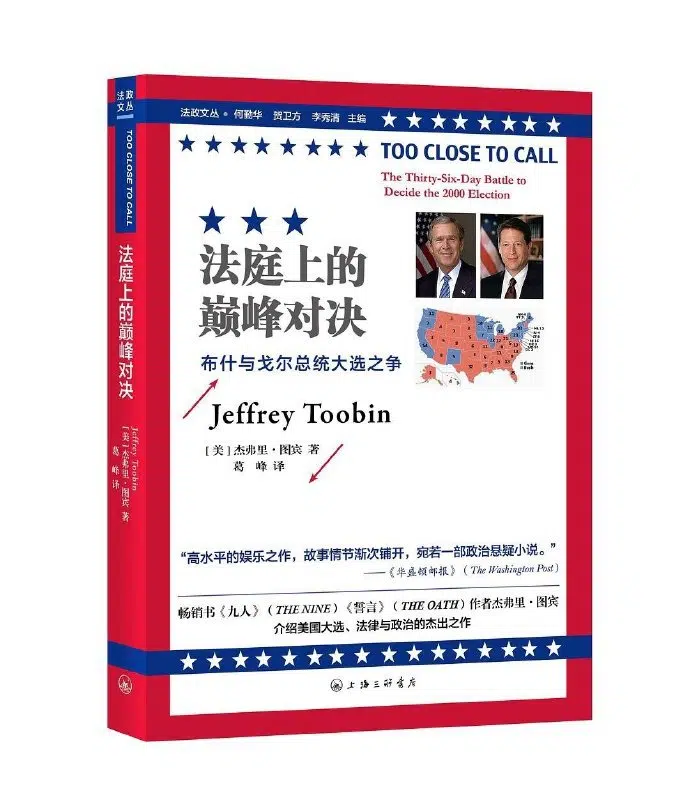 法政
文丛
TOO CLOSE TO CALL
法庭上的巅峰对决
Jeffrey Toobin
[美]杰弗里·图宾 著
葛 峰 译
法政文丛 • 何勤华 贺卫方 李秀清 主编
TOO CLOSE TO CALL
The Thirty-Six-Day Battle to
Decide the 2000 Election
法庭上的
巅峰对决
布什与戈尔总统大选之争
Jeffrey Toobin
[美]杰弗里·图宾 著
葛 峰 译
“高水平的娱乐之作，故事情节渐次铺开，宛若一部政治悬疑小说。”
——《华盛顿邮报》（The Washington Post）
畅销书《九人》（THE NINE）《誓言》（THE OATH）作者杰弗里·图宾
介绍美国大选、法律与政治的杰出之作
上海三联书店